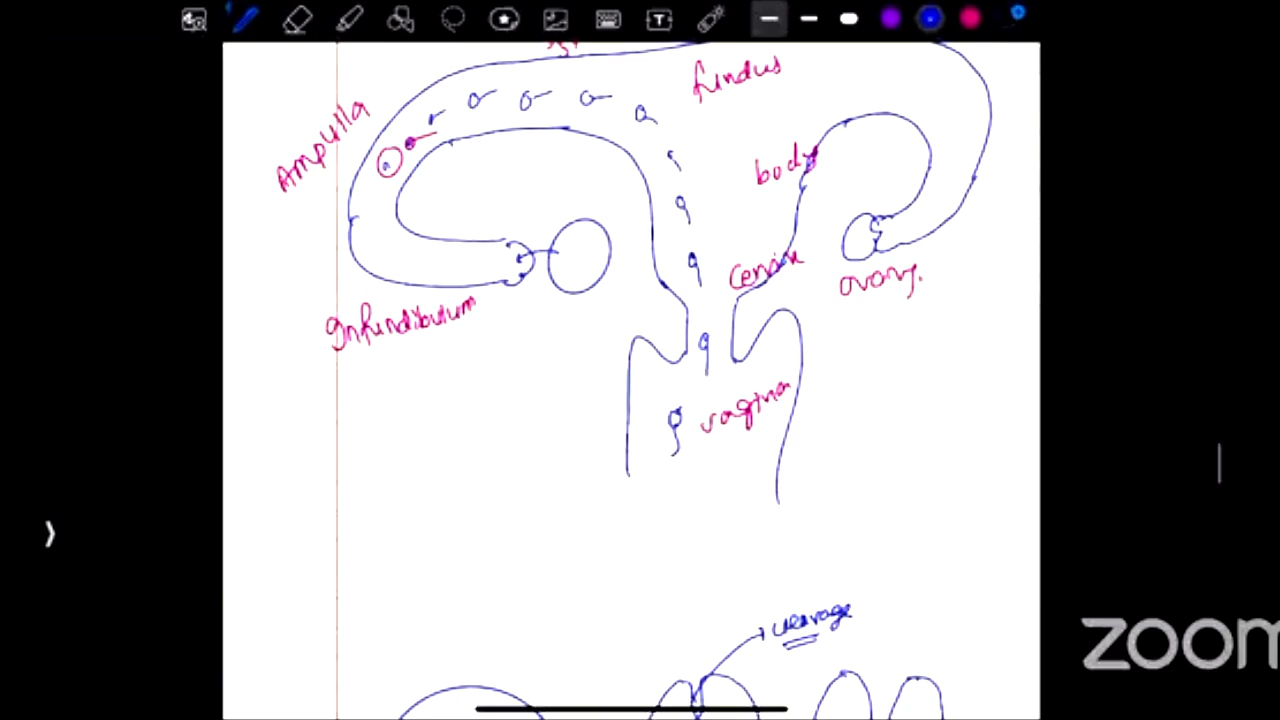 fundus
Ampulla
body
Cervix
ovary.
Infundibulum
vagina
cleavage
zoom